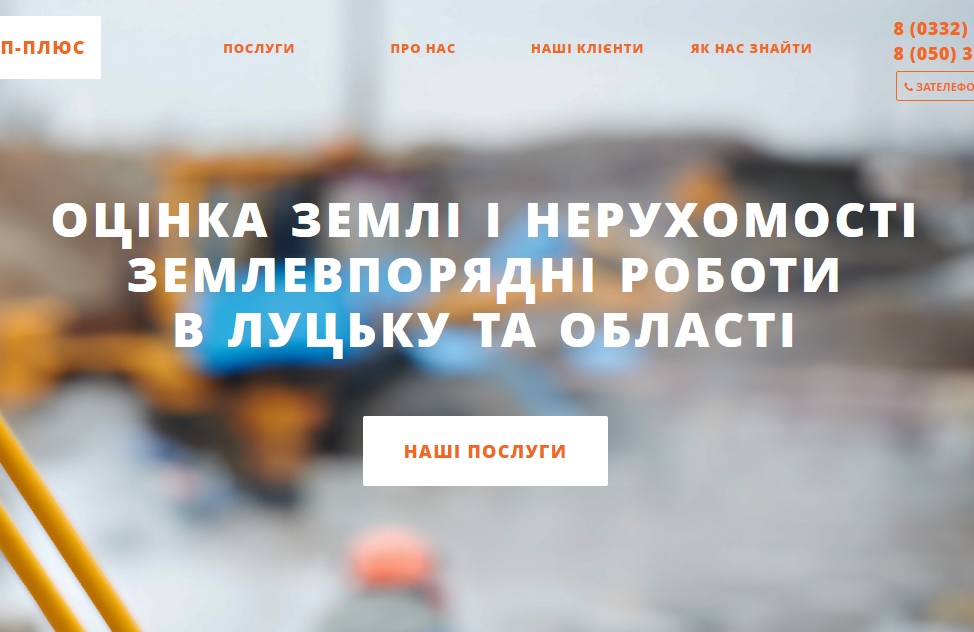 П-ПЛЮС
ПОСЛУГИ
ПРО НАС
НАШІ КЛІЄНТИ
ЯК НАС ЗНАЙТИ
8 (0332)
8 (050) 3
ЗАТЕЛЕФО
ОЦІНКА ЗЕМЛІ І НЕРУХОМОСТІ
ЗЕМЛЕВПОРЯДНІ РОБОТИ
В ЛУЦЬКУ ТА ОБЛАСТІ
НАШІ ПОСЛУГИ